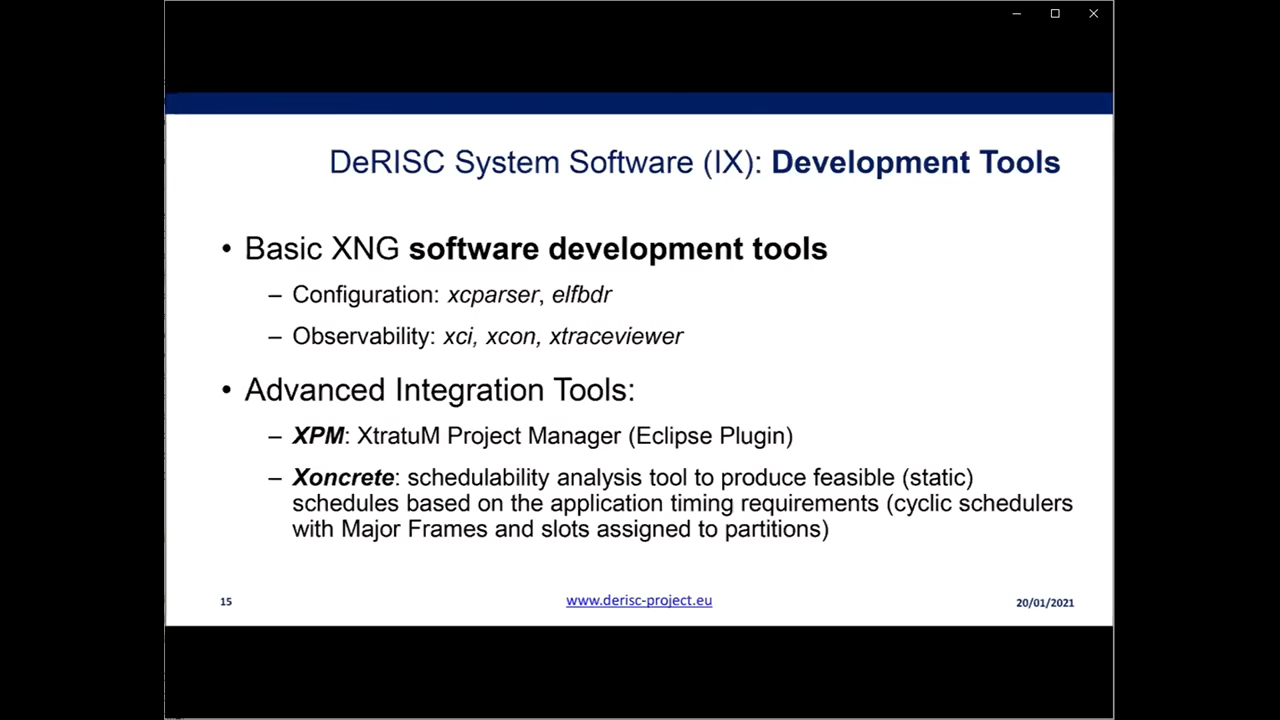 DeRISC System Software (IX): Development Tools
• Basic XNG software development tools
– Configuration: xcparser, elfbdr
– Observability: xci, xcon, xtraceviewer
• Advanced Integration Tools:
– XPM: XtratuM Project Manager (Eclipse Plugin)
– Xoncrete: schedulability analysis tool to produce feasible (static)
schedules based on the application timing requirements (cyclic schedulers
with Major Frames and slots assigned to partitions)
15
www.derisc-project.eu
20/01/2021